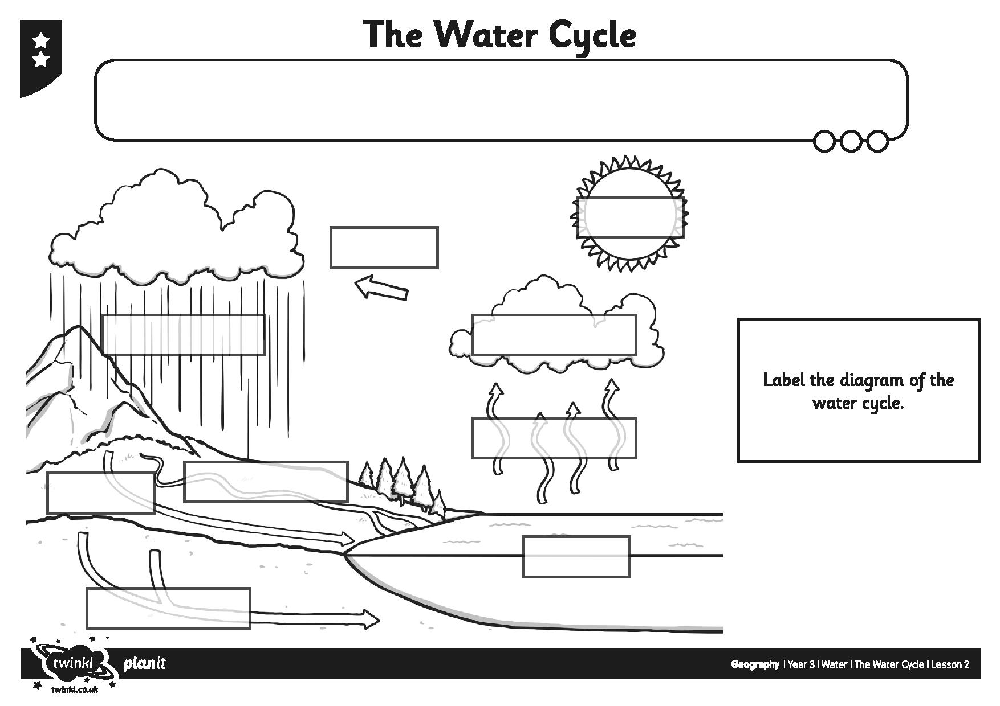 The Water Cycle
Label the diagram of the
water cycle.
twinkl
planit
twinkl.co.uk
Geography | Year 3 | Water | The Water Cycle | Lesson 2